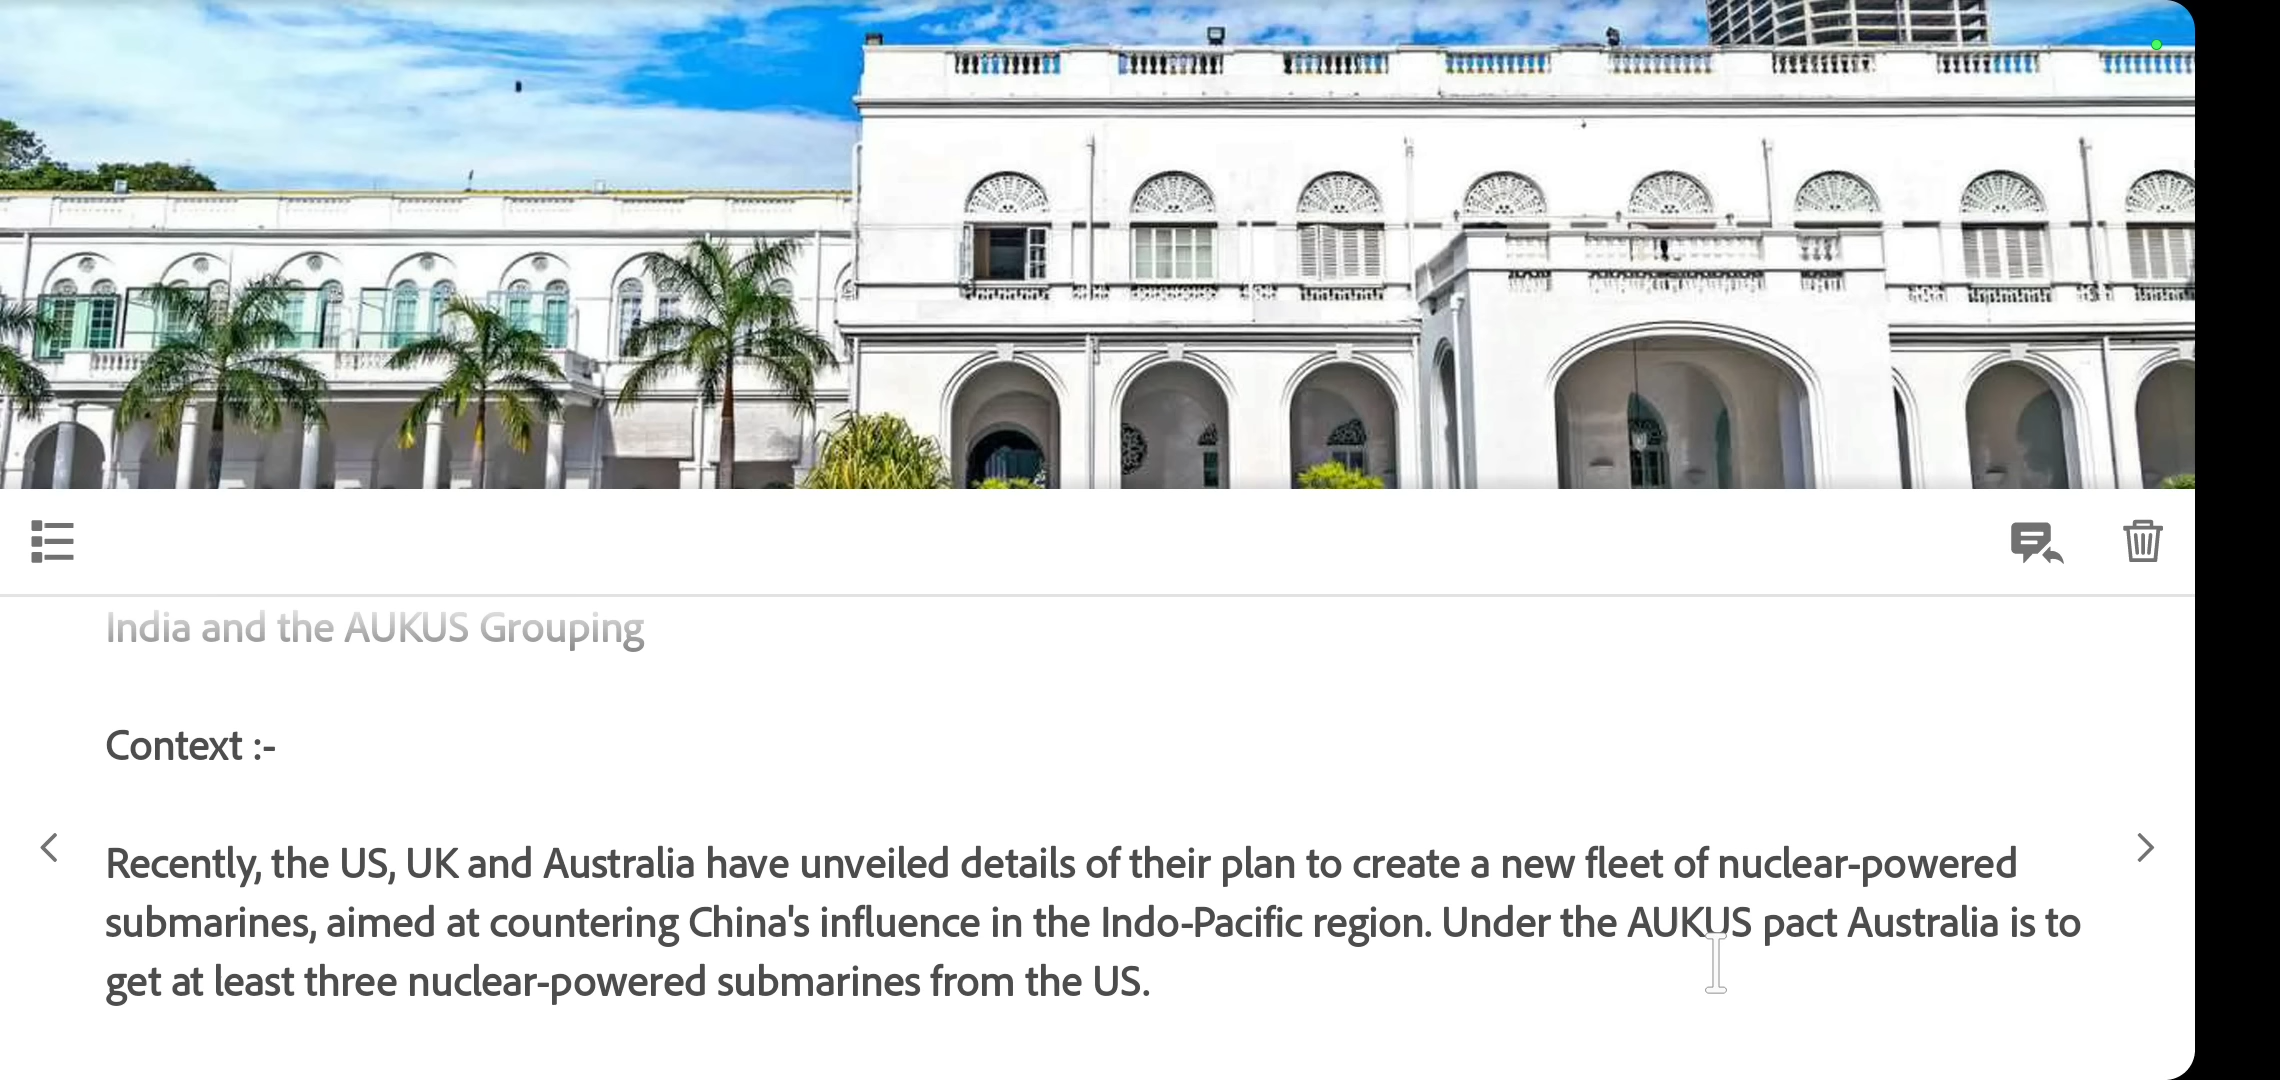 India and the AUKUS Grouping
Context :-
Recently, the US, UK and Australia have unveiled details of their plan to create a new fleet of nuclear-powered
submarines, aimed at countering China's influence in the Indo-Pacific region. Under the AUKUS pact Australia is to
get at least three nuclear-powered submarines from the US.